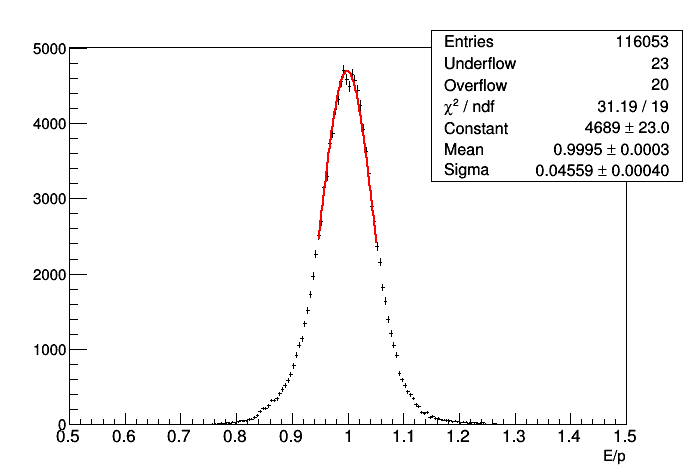 Entries 116053
Underflow 23
Overflow 20
χ² / ndf 31.19 / 19
Constant 4689 ± 23.0
Mean 0.9995 ± 0.0003
Sigma 0.04559 ± 0.00040
5000
4000
3000
2000
1000
0
0.5 0.6 0.7 0.8 0.9 1 1.1 1.2 1.3 1.4 1.5
E/p